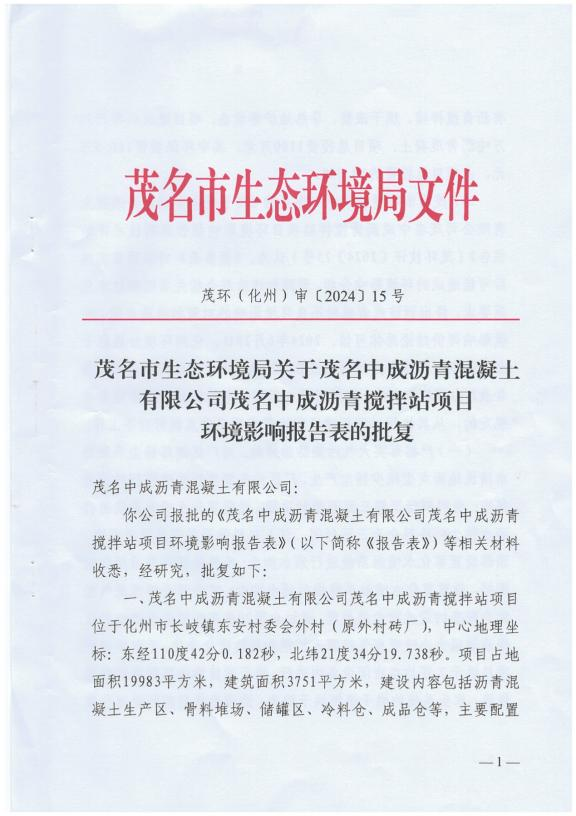 茂名市生态环境局文件
茂环（化州）审〔2024〕15号
茂名市生态环境局关于茂名中成沥青混凝土
有限公司茂名中成沥青搅拌站项目
环境影响报告表的批复
茂名中成沥青混凝土有限公司：
你公司报批的《茂名中成沥青混凝土有限公司茂名中成沥青
搅拌站项目环境影响报告表》（以下简称《报告表》）等相关材料
收悉，经研究，批复如下：
一、茂名中成沥青混凝土有限公司茂名中成沥青搅拌站项目
位于化州市长岐镇东安村委会外村（原外村砖厂），中心地理坐
标：东经110度42分0.182秒，北纬21度34分19.738秒。项目占地
面积19983平方米，建筑面积3751平方米，建设内容包括沥青混
凝土生产区、骨料堆场、储罐区、冷料仓、成品仓等，主要配置
—1—